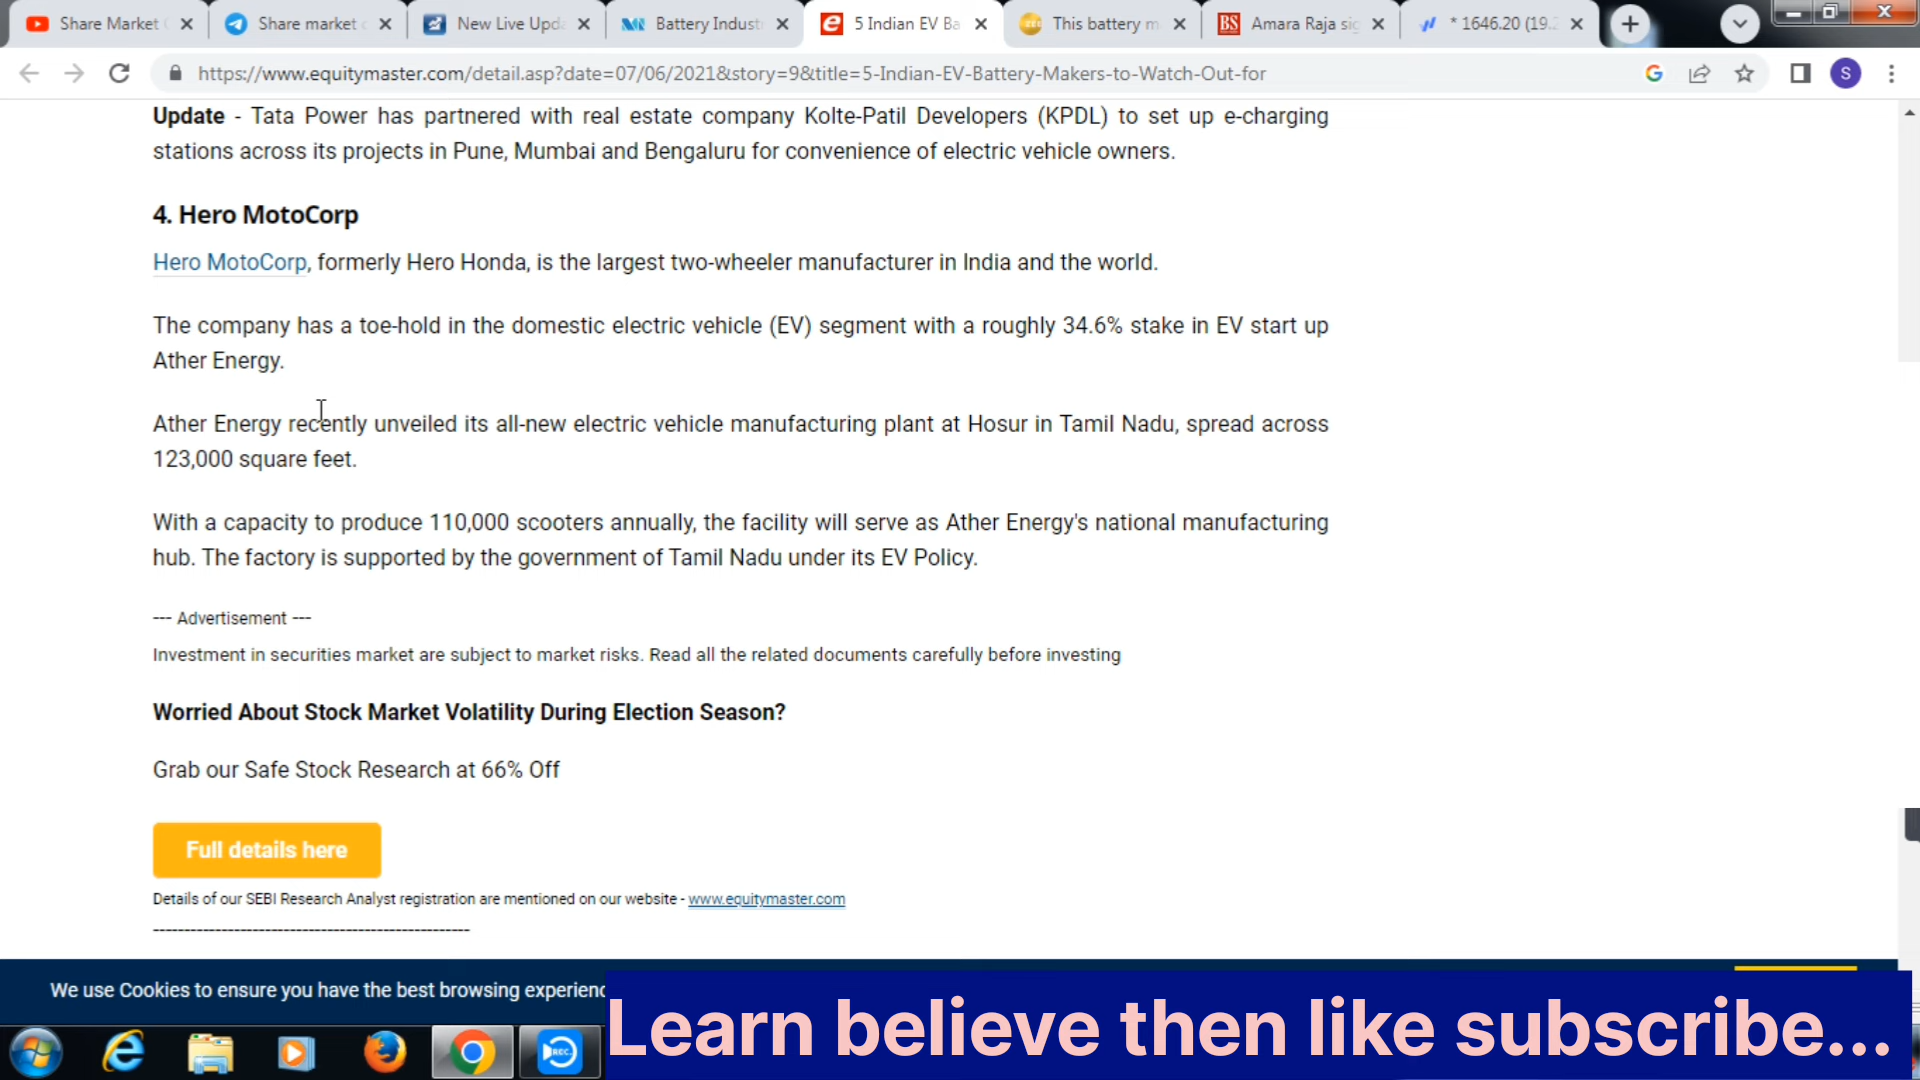 Share Market
Share market
New Live Upda
Battery Indust
5 Indian EV Ba
This battery m
Amara Raja sig
* 1646.20 (19.2
https://www.equitymaster.com/detail.asp?date=07/06/2021&story=9&title=5-Indian-EV-Battery-Makers-to-Watch-Out-for
S
Update - Tata Power has partnered with real estate company Kolte-Patil Developers (KPDL) to set up e-charging
stations across its projects in Pune, Mumbai and Bengaluru for convenience of electric vehicle owners.
4. Hero MotoCorp
Hero MotoCorp, formerly Hero Honda, is the largest two-wheeler manufacturer in India and the world.
The company has a toe-hold in the domestic electric vehicle (EV) segment with a roughly 34.6% stake in EV start up
Ather Energy.
Ather Energy recently unveiled its all-new electric vehicle manufacturing plant at Hosur in Tamil Nadu, spread across
123,000 square feet.
With a capacity to produce 110,000 scooters annually, the facility will serve as Ather Energy's national manufacturing
hub. The factory is supported by the government of Tamil Nadu under its EV Policy.
--- Advertisement ---
Investment in securities market are subject to market risks. Read all the related documents carefully before investing
Worried About Stock Market Volatility During Election Season?
Grab our Safe Stock Research at 66% Off
Full details here
Details of our SEBI Research Analyst registration are mentioned on our website - www.equitymaster.com
---------------------------------------------------
We use Cookies to ensure you have the best browsing experienc
Learn believe then like subscribe...
REC